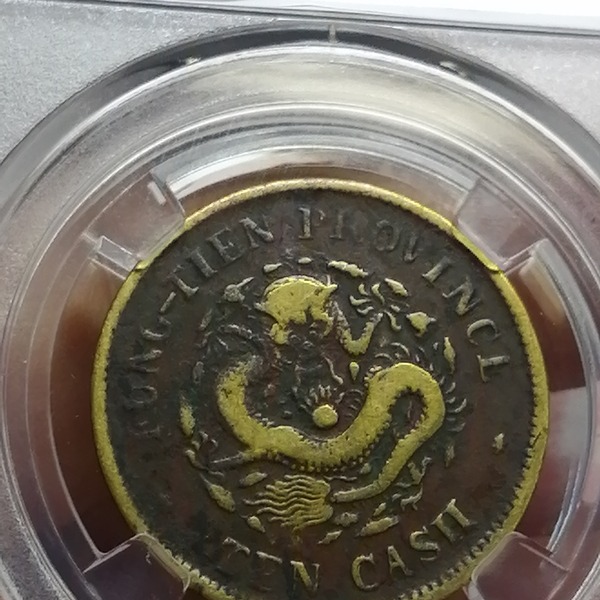 FUNG-TIEN PROVINCE
TEN CASH